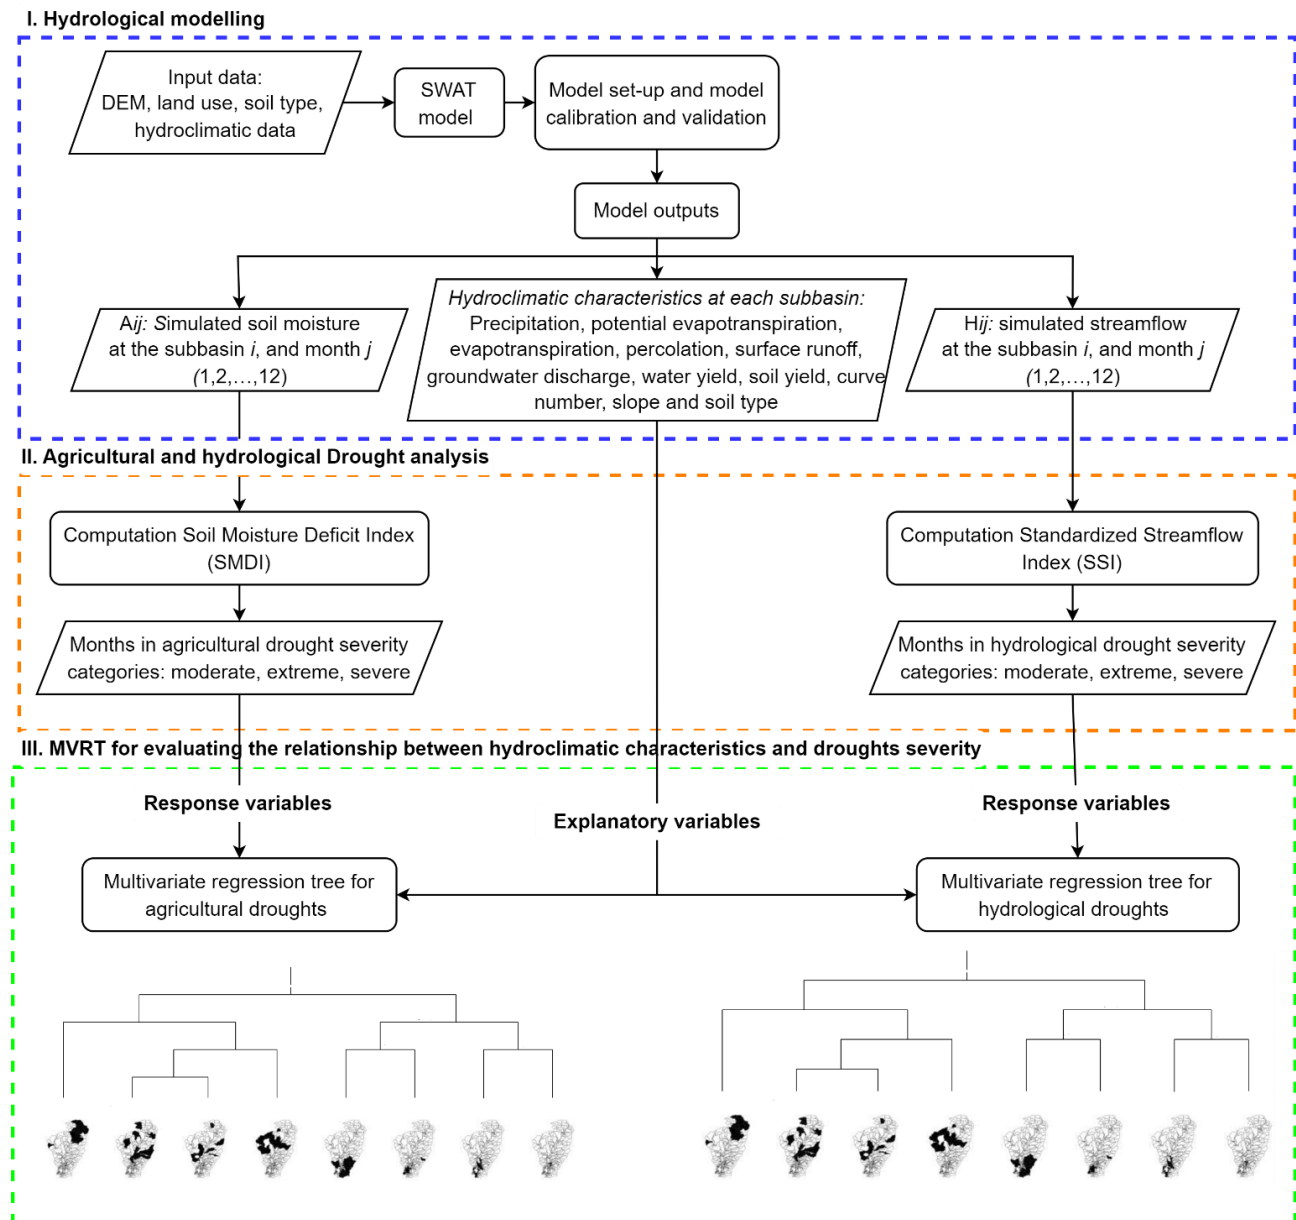 I. Hydrological modelling
Input data:
DEM, land use, soil type,
hydroclimatic data
SWAT
model
Model set-up and model
calibration and validation
Model outputs
Aij: Simulated soil moisture
at the subbasin i, and month j
(1,2,...,12)
Hydroclimatic characteristics at each subbasin:
Precipitation, potential evapotranspiration,
evapotranspiration, percolation, surface runoff,
groundwater discharge, water yield, soil yield, curve
number, slope and soil type
Hij: simulated streamflow
at the subbasin i, and month j
(1,2,...,12)
II. Agricultural and hydrological Drought analysis
Computation Soil Moisture Deficit Index
(SMDI)
Computation Standardized Streamflow
Index (SSI)
Months in agricultural drought severity
categories: moderate, extreme, severe
Months in hydrological drought severity
categories: moderate, extreme, severe
III. MVRT for evaluating the relationship between hydroclimatic characteristics and droughts severity
Response variables
Explanatory variables
Response variables
Multivariate regression tree for
agricultural droughts
Multivariate regression tree for
hydrological droughts